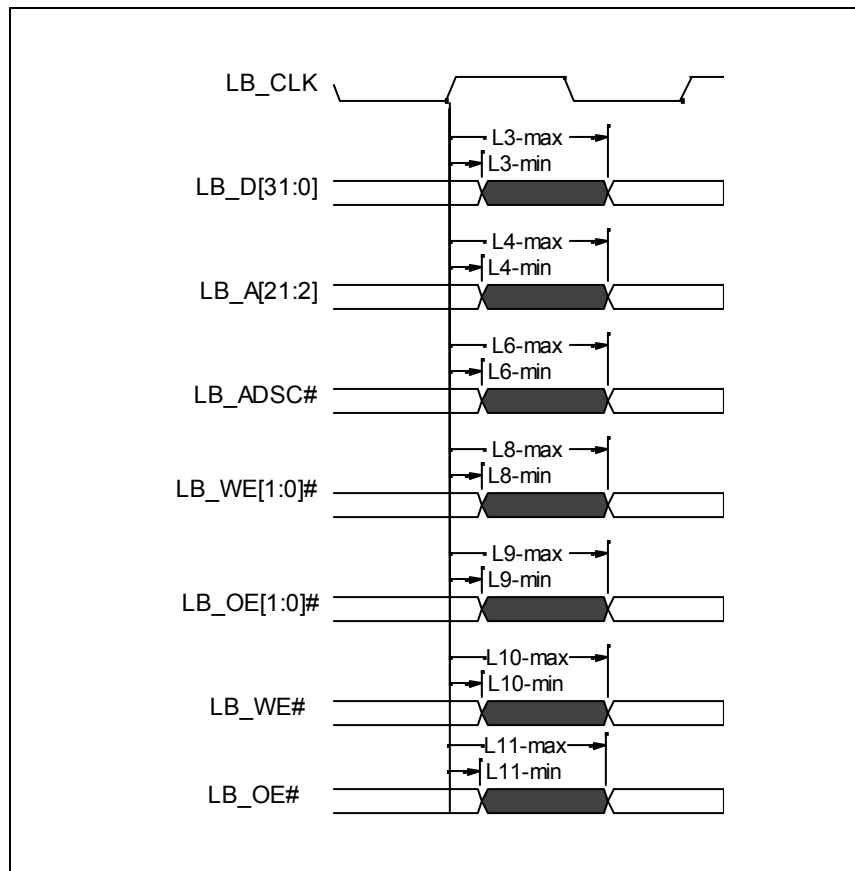 LB_CLK
L3-max
L3-min
LB_D[31:0]
L4-max
L4-min
LB_A[21:2]
L6-max
L6-min
LB_ADSC#
L8-max
L8-min
LB_WE[1:0]#
L9-max
L9-min
LB_OE[1:0]#
L10-max
L10-min
LB_WE#
L11-max
L11-min
LB_OE#